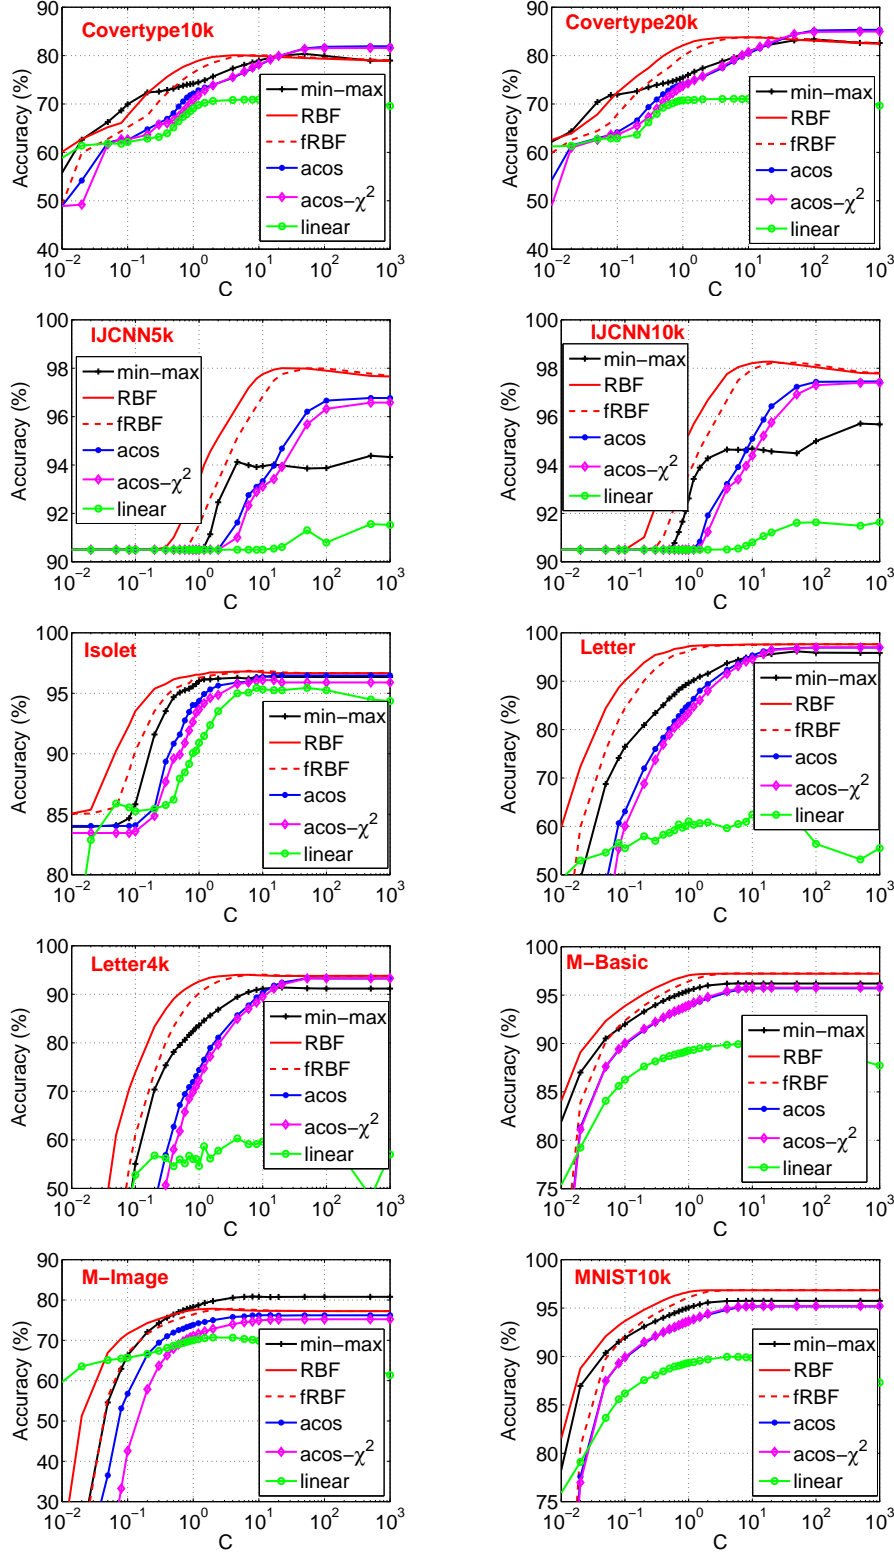 Covertype10k
Accuracy (%)
90
80
70
60
50
40
min−max
RBF
fRBF
acos
acos−χ²
linear
10⁻² 10⁻¹ 10⁰ 10¹ 10² 10³
C
Covertype20k
Accuracy (%)
90
80
70
60
50
40
min−max
RBF
fRBF
acos
acos−χ²
linear
10⁻² 10⁻¹ 10⁰ 10¹ 10² 10³
C
IJCNN5k
Accuracy (%)
100
98
96
94
92
90
min−max
RBF
fRBF
acos
acos−χ²
linear
10⁻² 10⁻¹ 10⁰ 10¹ 10² 10³
C
IJCNN10k
Accuracy (%)
100
98
96
94
92
90
min−max
RBF
fRBF
acos
acos−χ²
linear
10⁻² 10⁻¹ 10⁰ 10¹ 10² 10³
C
Isolet
Accuracy (%)
100
95
90
85
80
min−max
RBF
fRBF
acos
acos−χ²
linear
10⁻² 10⁻¹ 10⁰ 10¹ 10² 10³
C
Letter
Accuracy (%)
100
90
80
70
60
50
min−max
RBF
fRBF
acos
acos−χ²
linear
10⁻² 10⁻¹ 10⁰ 10¹ 10² 10³
C
Letter4k
Accuracy (%)
100
90
80
70
60
50
min−max
RBF
fRBF
acos
acos−χ²
linear
10⁻² 10⁻¹ 10⁰ 10¹ 10² 10³
C
M−Basic
Accuracy (%)
100
95
90
85
80
75
min−max
RBF
fRBF
acos
acos−χ²
linear
10⁻² 10⁻¹ 10⁰ 10¹ 10² 10³
C
M−Image
Accuracy (%)
90
80
70
60
50
40
30
min−max
RBF
fRBF
acos
acos−χ²
linear
10⁻² 10⁻¹ 10⁰ 10¹ 10² 10³
C
MNIST10k
Accuracy (%)
100
95
90
85
80
75
min−max
RBF
fRBF
acos
acos−χ²
linear
10⁻² 10⁻¹ 10⁰ 10¹ 10² 10³
C